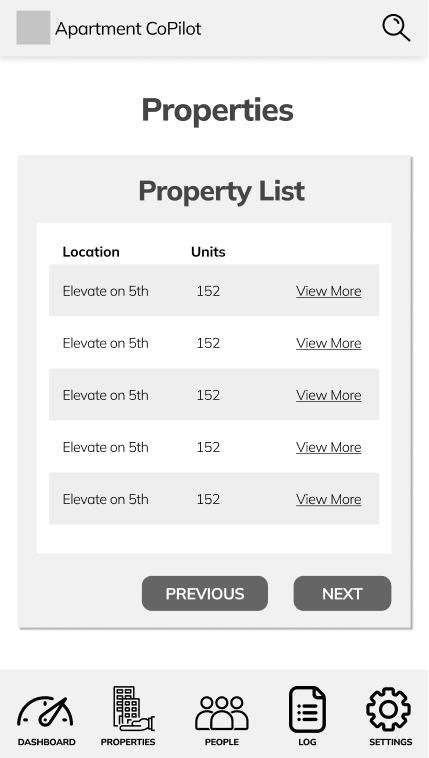 Apartment CoPilot
Properties
Property List
Location Units
Elevate on 5th 152 View More
Elevate on 5th 152 View More
Elevate on 5th 152 View More
Elevate on 5th 152 View More
Elevate on 5th 152 View More
PREVIOUS NEXT
DASHBOARD PROPERTIES PEOPLE LOG SETTINGS